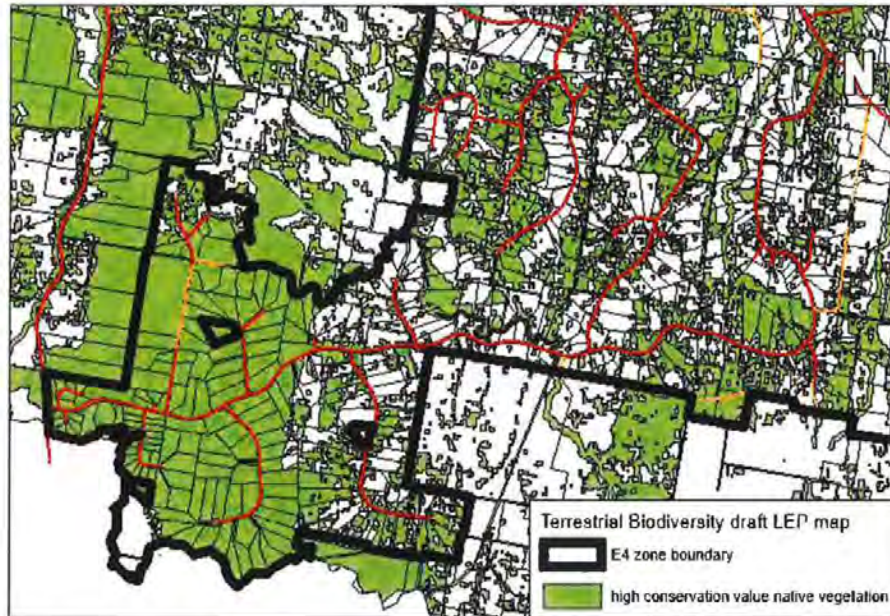 N
Terrestrial Biodiversity draft LEP map
E4 zone boundary
high conservation value native vegetation